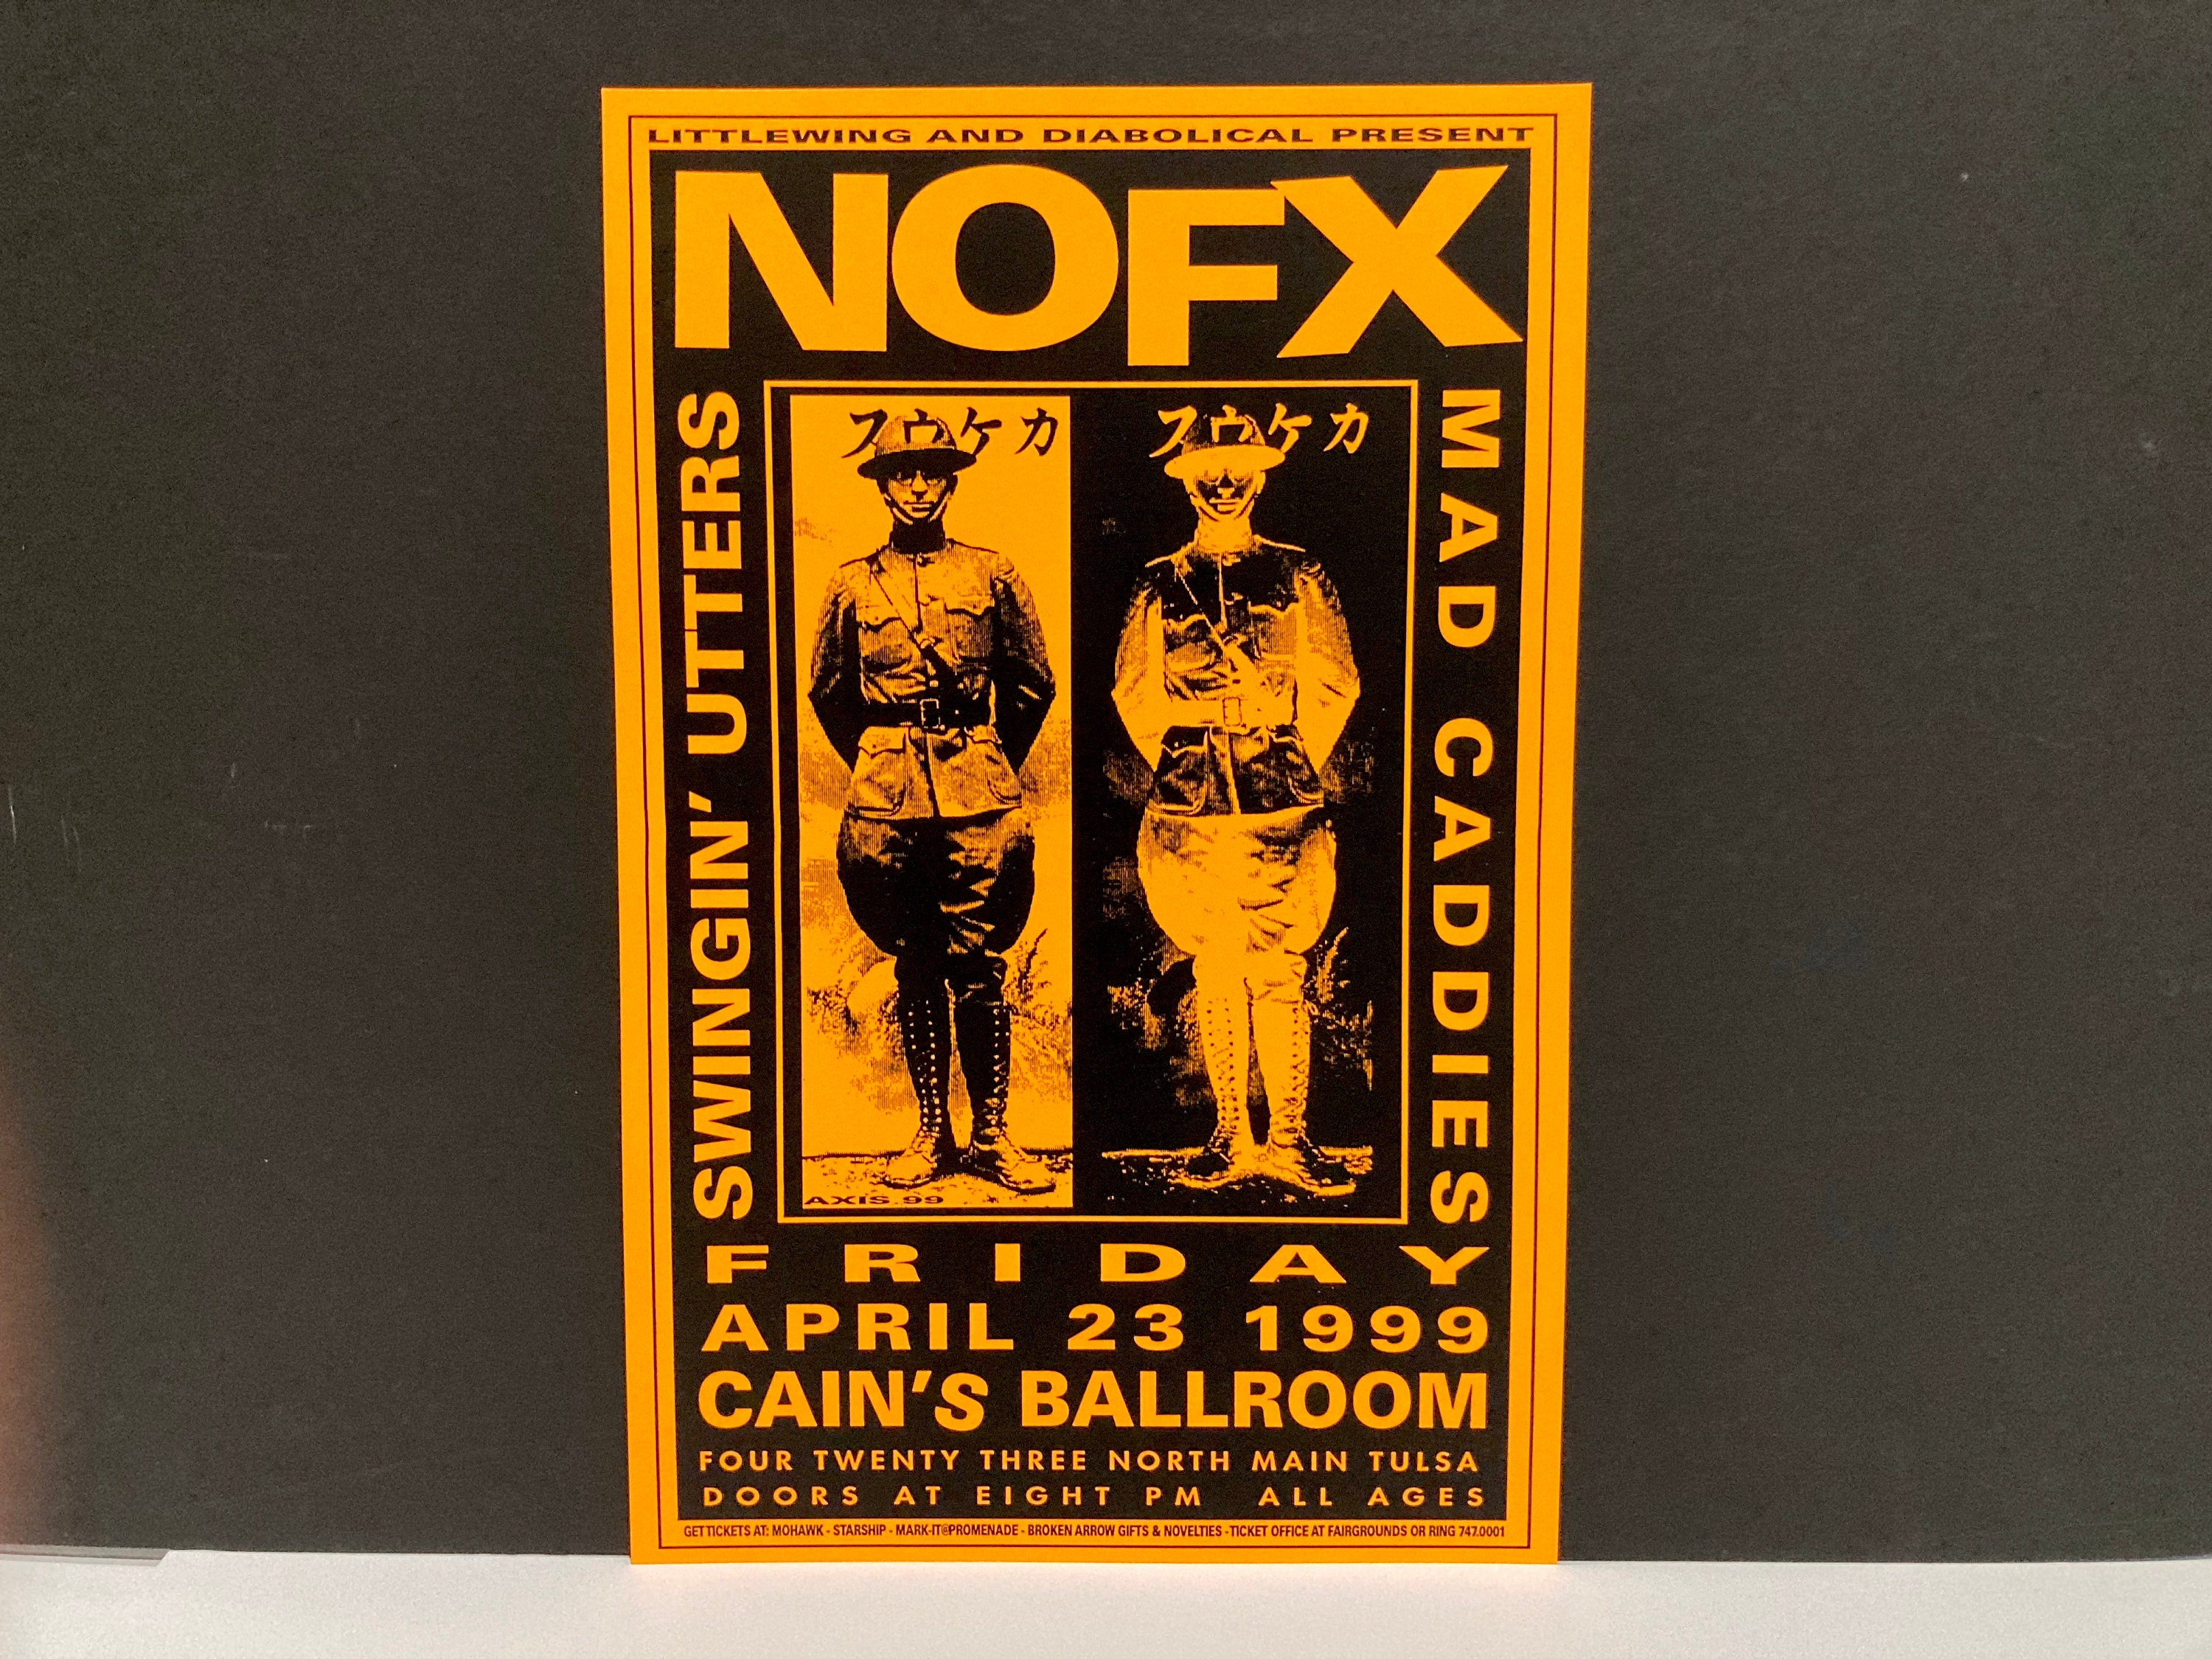 LITTLEWING AND DIABOLICAL PRESENT
NOFX
SWINGIN' UTTERS
MAD CADDIES
フウケカ
フウケカ
AXIS.99
FRIDAY
APRIL 23 1999
CAIN'S BALLROOM
FOUR TWENTY THREE NORTH MAIN TULSA
DOORS AT EIGHT PM ALL AGES
GET TICKETS AT: MOHAWK - STARSHIP - MARK-IT@PROMENADE - BROKEN ARROW GIFTS & NOVELTIES -TICKET OFFICE AT FAIRGROUNDS OR RING 747.0001